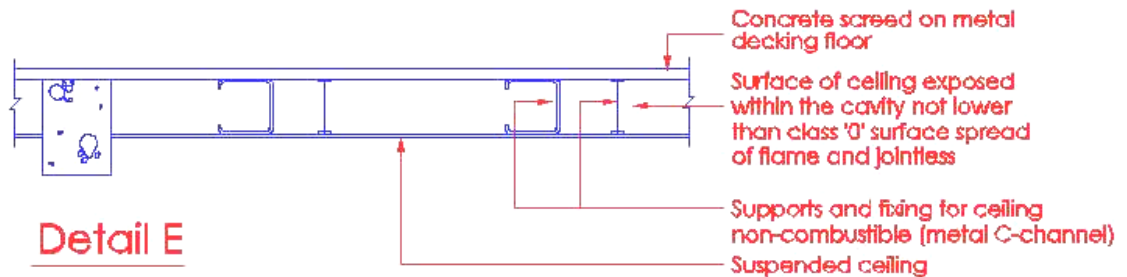 Concrete screed on metal
decking floor
Surface of ceiling exposed
within the cavity not lower
than class '0' surface spread
of flame and jointless
Supports and fixing for ceiling
non-combustible (metal C-channel)
Suspended ceiling
Detail E